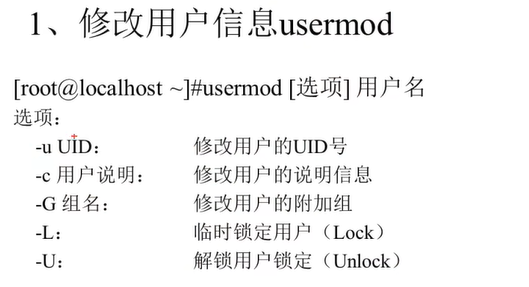 1、修改用户信息usermod
[root@localhost ~]#usermod [选项] 用户名
选项：
-u UID： 修改用户的UID号
-c 用户说明： 修改用户的说明信息
-G 组名： 修改用户的附加组
-L： 临时锁定用户（Lock）
-U： 解锁用户锁定（Unlock）